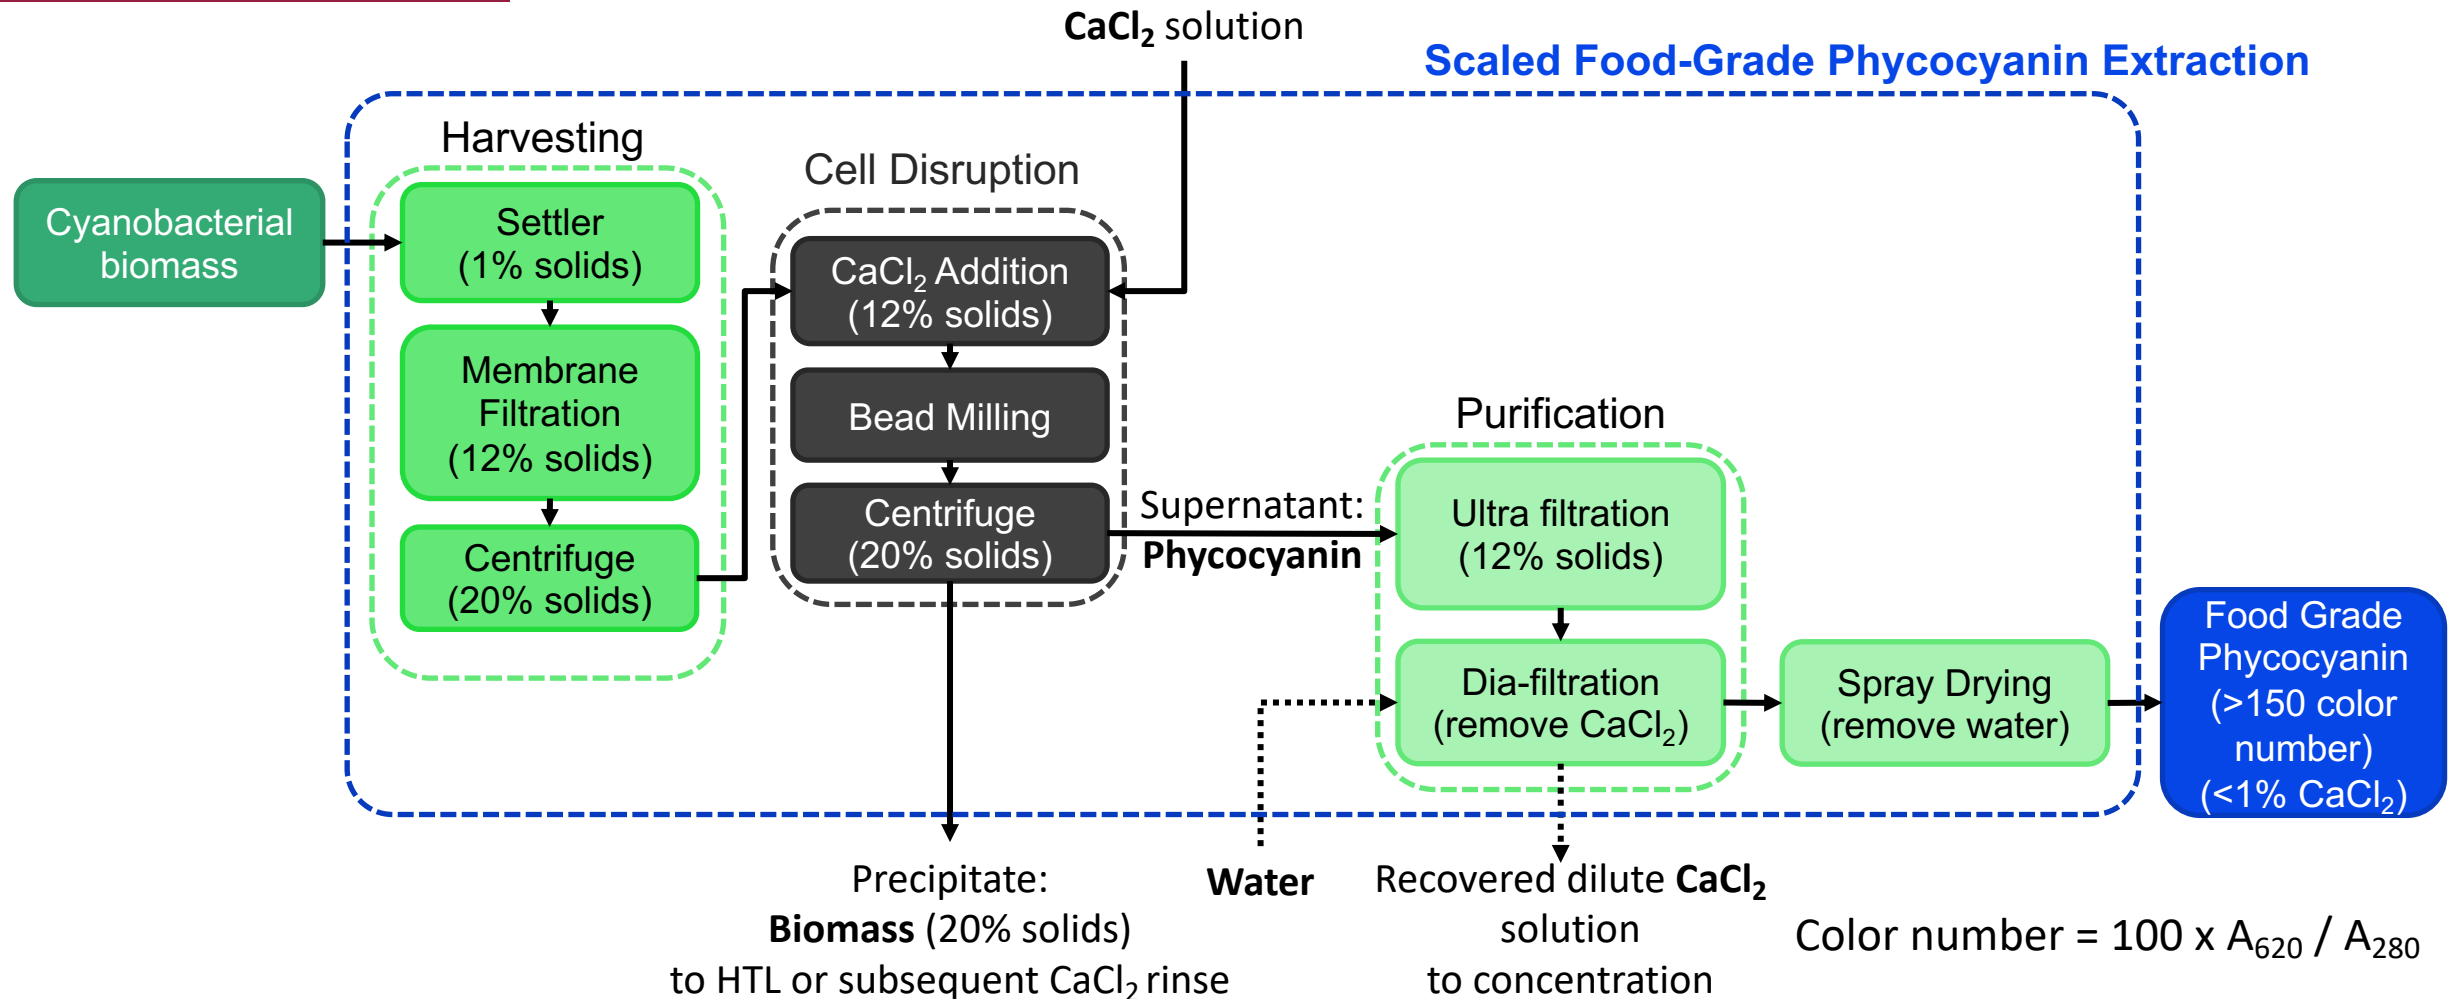 CaCl₂ solution
Scaled Food-Grade Phycocyanin Extraction
Harvesting
Cell Disruption
Cyanobacterial
biomass
Settler
(1% solids)
Membrane
Filtration
(12% solids)
Centrifuge
(20% solids)
CaCl₂ Addition
(12% solids)
Bead Milling
Centrifuge
(20% solids)
Supernatant:
Phycocyanin
Purification
Ultra filtration
(12% solids)
Dia-filtration
(remove CaCl₂)
Spray Drying
(remove water)
Food Grade
Phycocyanin
(>150 color
number)
(<1% CaCl₂)
Precipitate:
Biomass (20% solids)
to HTL or subsequent CaCl₂ rinse
Water
Recovered dilute CaCl₂
solution
to concentration
Color number = 100 x A₆₂₀ / A₂₈₀